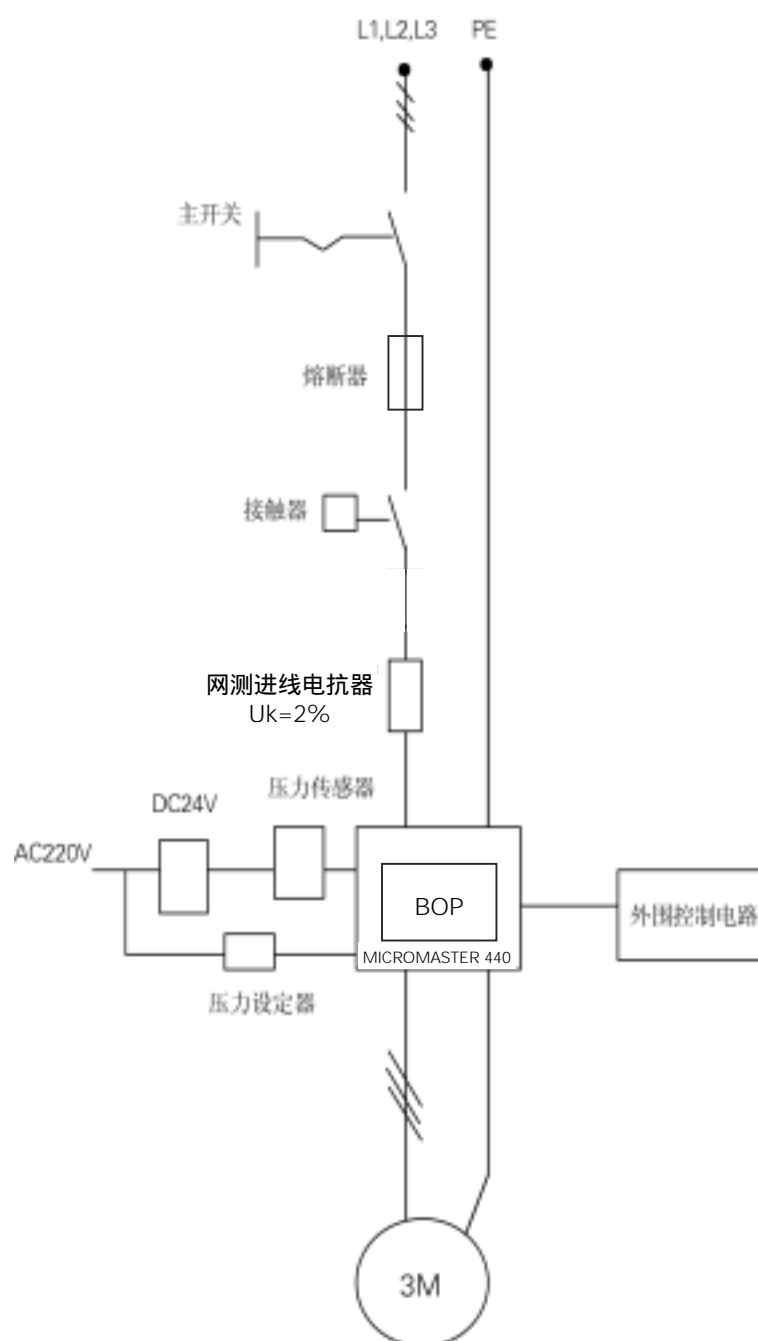 L1,L2,L3
PE
主开关
熔断器
接触器
网测进线电抗器
Uk=2%
压力传感器
DC24V
AC220V
BOP
外围控制电路
MICROMASTER 440
压力设定器
3M